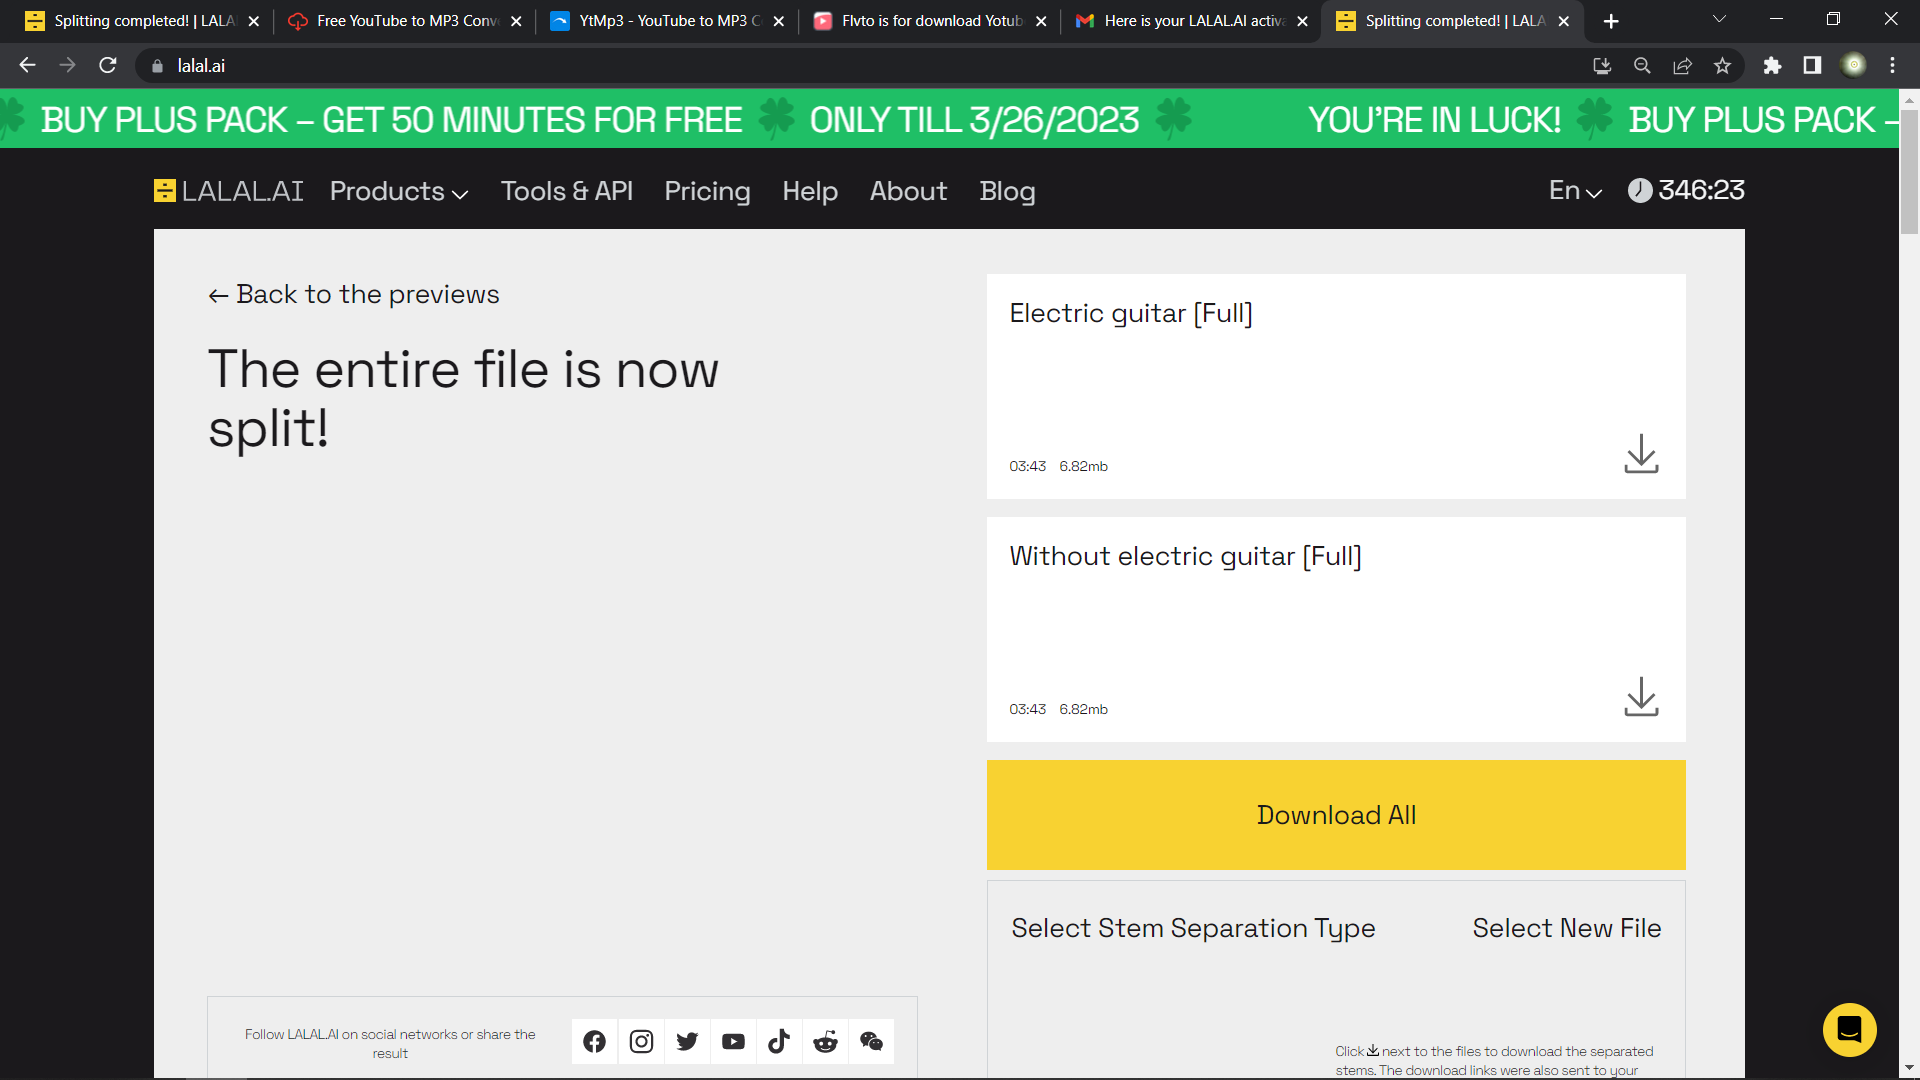 Splitting completed! | LALA
Free YouTube to MP3 Conv
YtMp3 - YouTube to MP3 C
Flvto is for download Yotub
Here is your LALAL.AI activa
Splitting completed! | LALA
lalal.ai
BUY PLUS PACK – GET 50 MINUTES FOR FREE ONLY TILL 3/26/2023 YOU'RE IN LUCK! BUY PLUS PACK –
LALAL.AI Products Tools & API Pricing Help About Blog En 346:23
← Back to the previews
The entire file is now
split!
Electric guitar [Full]
03:43 6.82mb
Without electric guitar [Full]
03:43 6.82mb
Download All
Select Stem Separation Type Select New File
Follow LALAL.AI on social networks or share the
result
Click next to the files to download the separated
stems. The download links were also sent to your